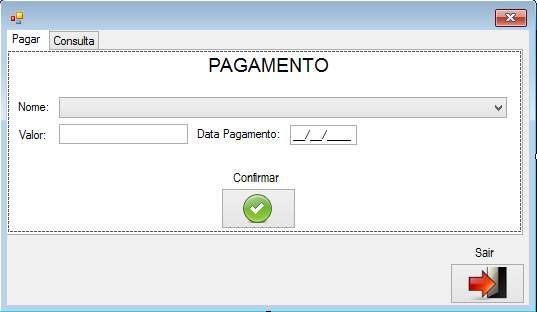 Pagar Consulta
PAGAMENTO
Nome:
Valor: Data Pagamento: __/__/____
Confirmar
Sair